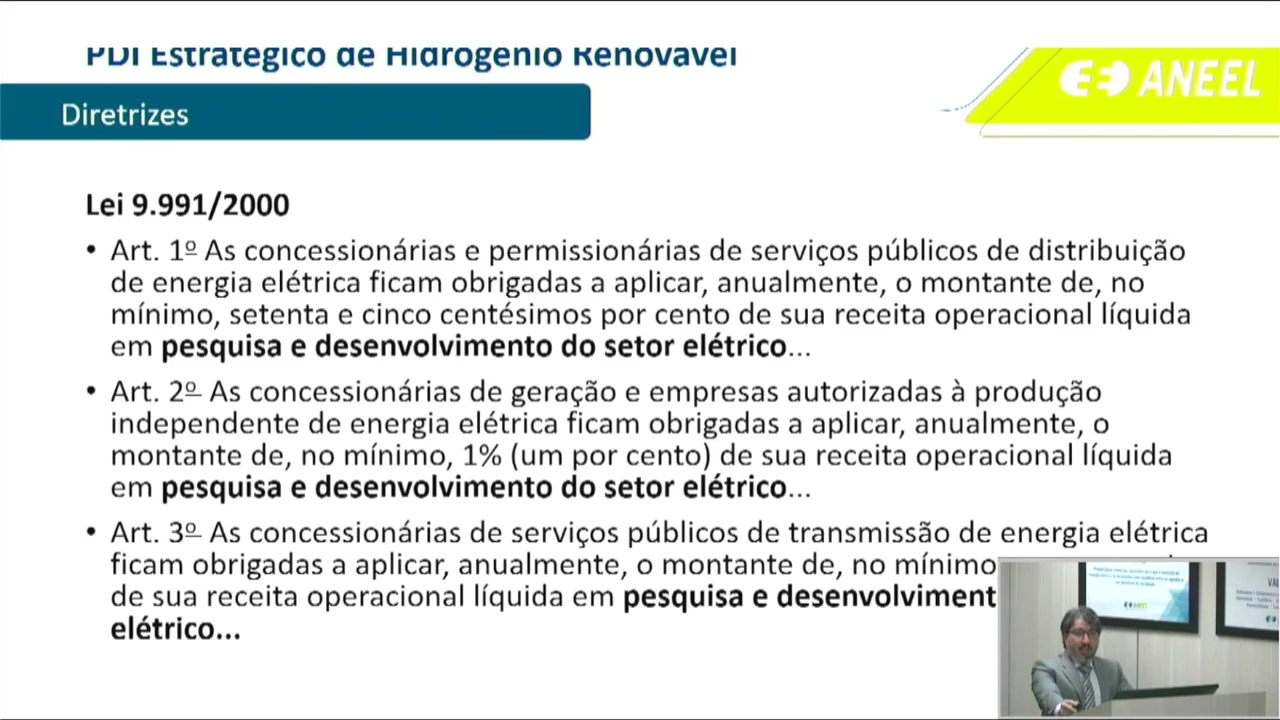 PDI Estratégico de Hidrogênio Renovável
ANEEL
Diretrizes
Lei 9.991/2000
• Art. 1º As concessionárias e permissionárias de serviços públicos de distribuição
de energia elétrica ficam obrigadas a aplicar, anualmente, o montante de, no
mínimo, setenta e cinco centésimos por cento de sua receita operacional líquida
em pesquisa e desenvolvimento do setor elétrico...
• Art. 2º As concessionárias de geração e empresas autorizadas à produção
independente de energia elétrica ficam obrigadas a aplicar, anualmente, o
montante de, no mínimo, 1% (um por cento) de sua receita operacional líquida
em pesquisa e desenvolvimento do setor elétrico...
• Art. 3º As concessionárias de serviços públicos de transmissão de energia elétrica
ficam obrigadas a aplicar, anualmente, o montante de, no mínimo
de sua receita operacional líquida em pesquisa e desenvolviment
elétrico...
ANEEL